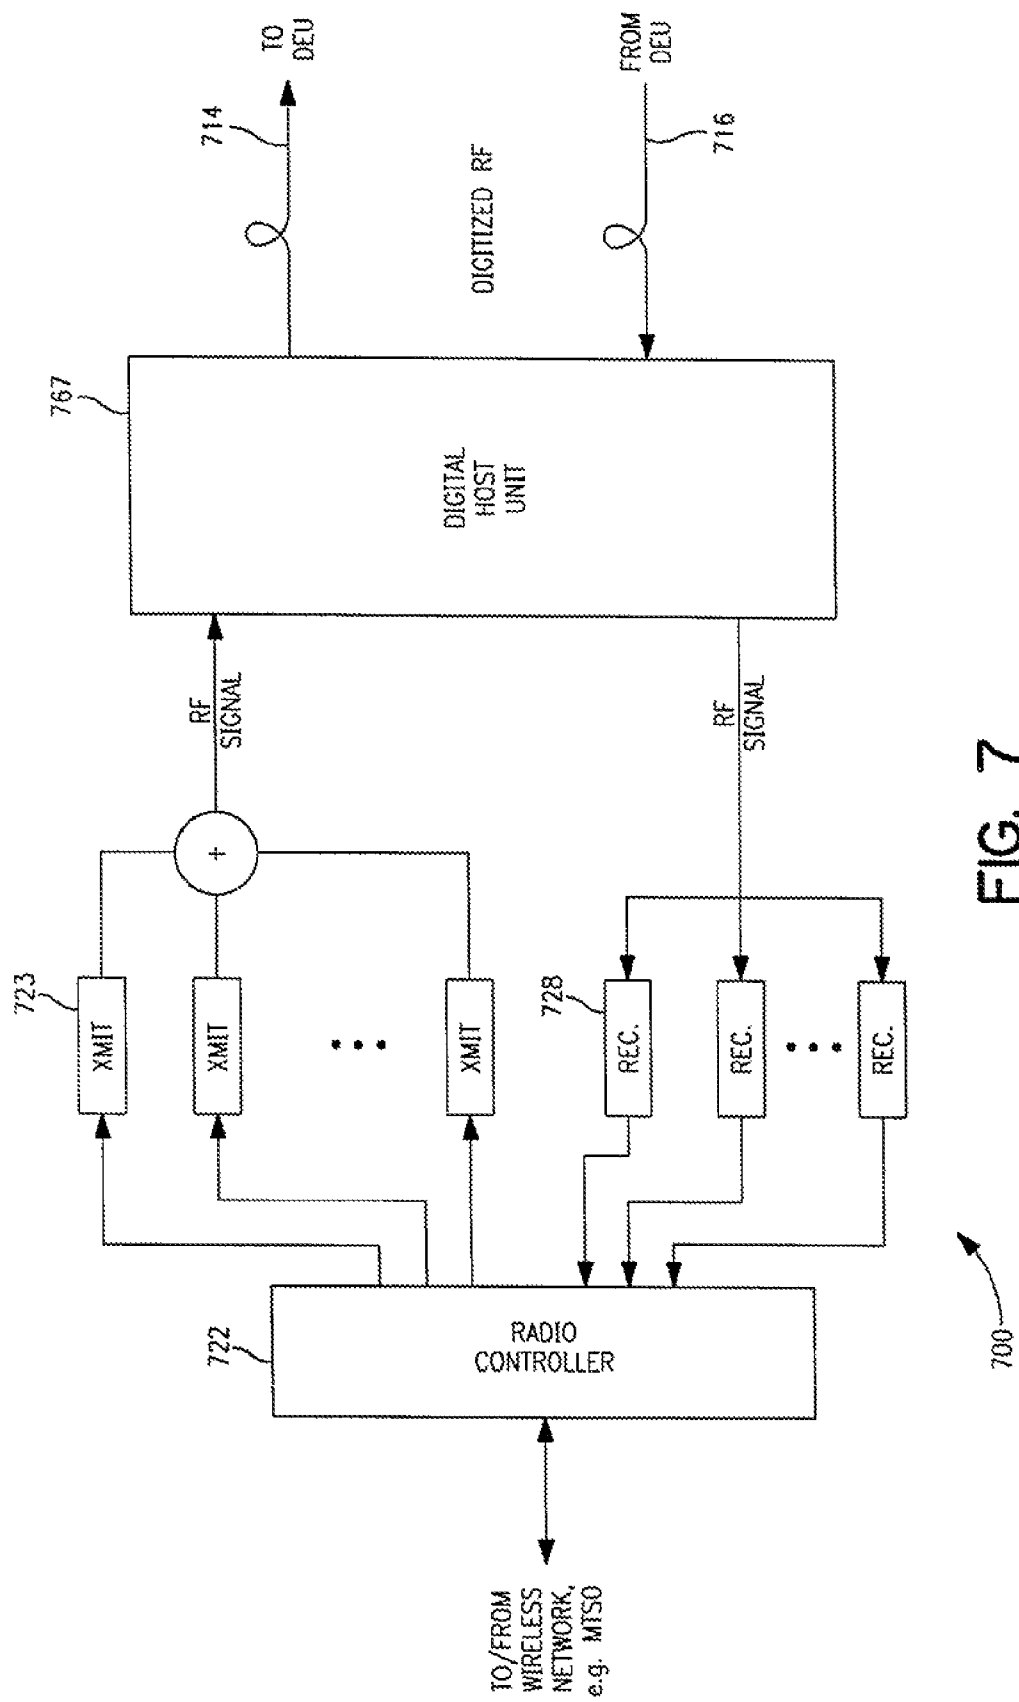 TO/FROM
WIRELESS
NETWORK,
e.g. MTSO
722
RADIO
CONTROLLER
723
XMIT
XMIT
XMIT
728
REC.
REC.
REC.
+
RF
SIGNAL
RF
SIGNAL
767
DIGITAL
HOST
UNIT
714
TO
DEU
DIGITIZED RF
716
FROM
DEU
700
FIG. 7